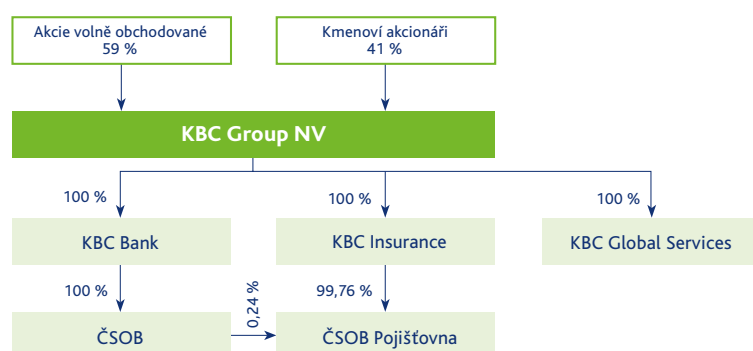 Akcie volně obchodované
59 %
Kmenoví akcionáři
41 %
KBC Group NV
100 %
100 %
100 %
KBC Bank
KBC Insurance
KBC Global Services
100 %
0,24 %
99,76 %
ČSOB
ČSOB Pojišťovna